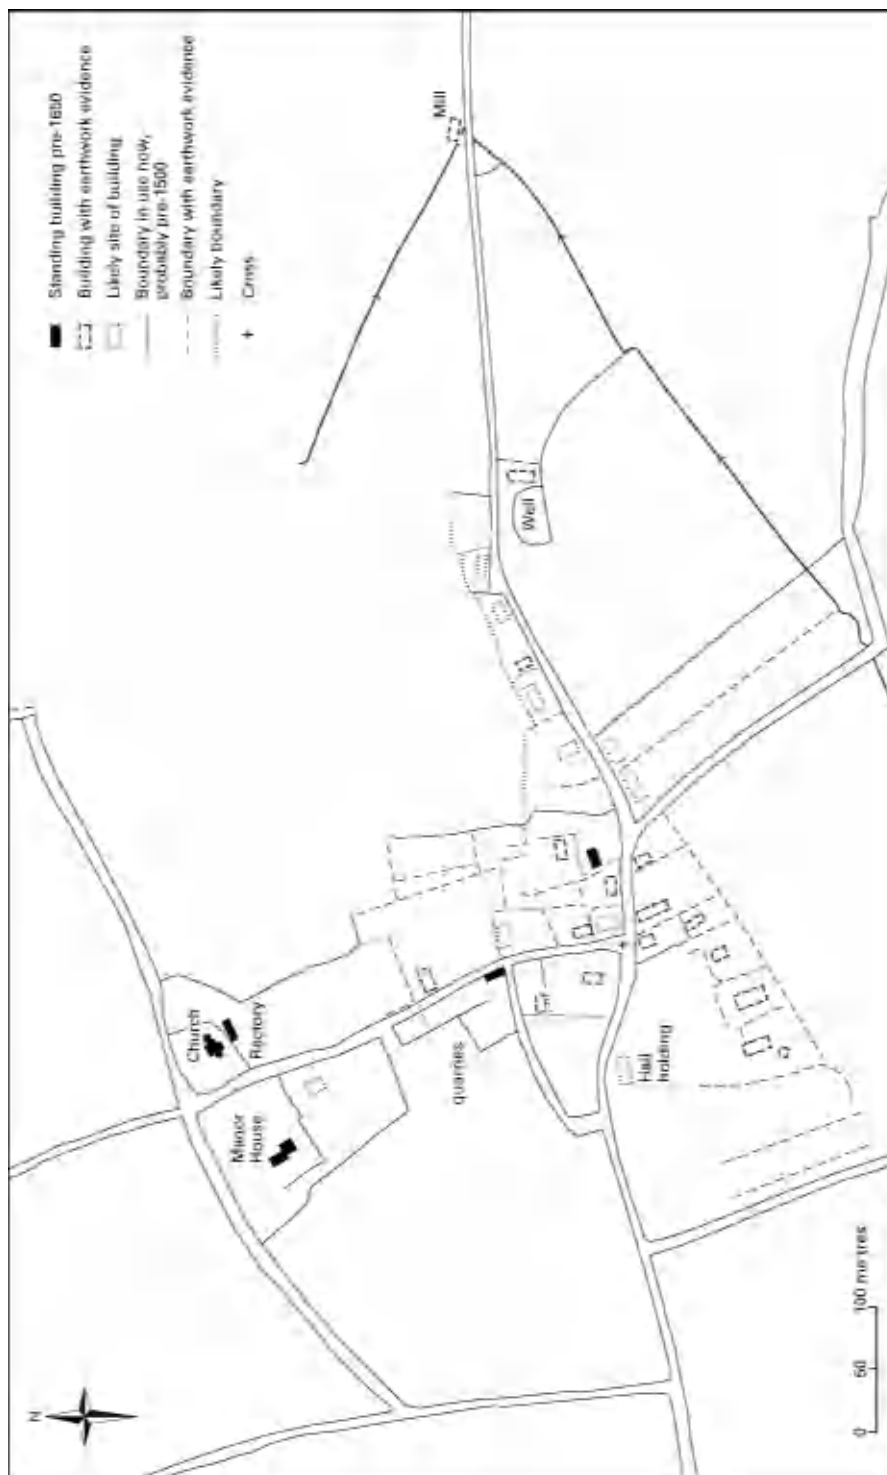 Standing building pre-1650
Building with earthwork evidence
Likely site of building
Boundary in use now,
probably pre-1500
Boundary with earthwork evidence
Likely boundary
Cross
N
Church
Rectory
Manor
House
quarries
Hall
holding
Well
Mill
0
50
100 metres